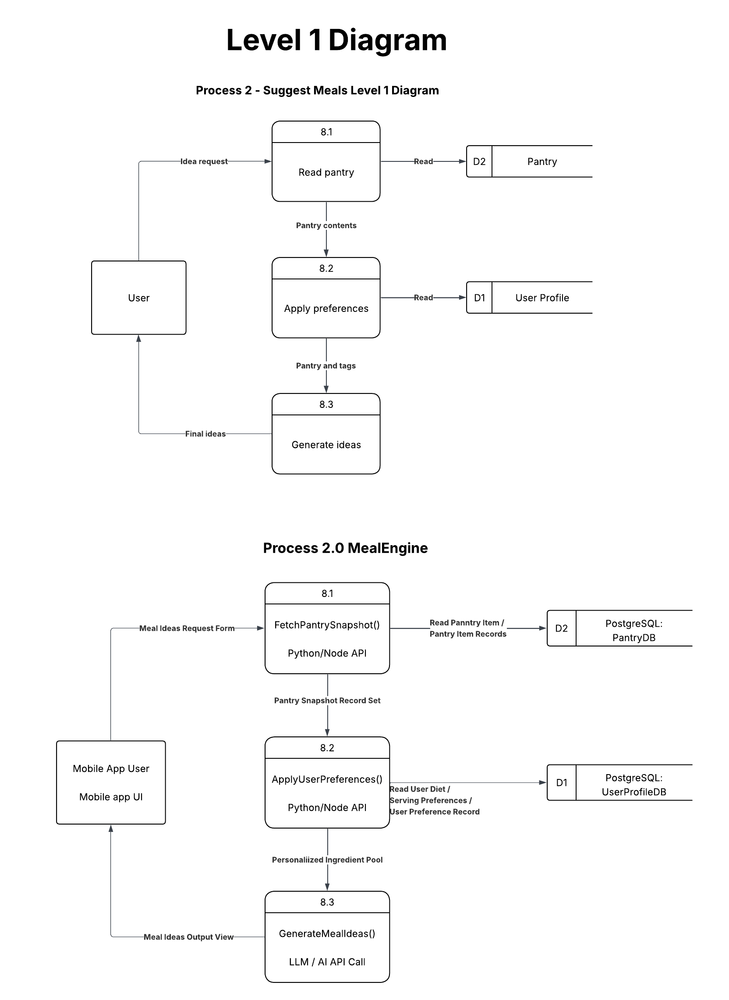 Level 1 Diagram
Process 2 - Suggest Meals Level 1 Diagram
8.1
Idea request
Read pantry
Read
D2
Pantry
Pantry contents
8.2
User
Apply preferences
Read
D1
User Profile
Pantry and tags
8.3
Final ideas
Generate ideas
Process 2.0 MealEngine
8.1
Meal Ideas Request Form
FetchPantrySnapshot()
Python/Node API
Read Panntry Item /
Pantry Item Records
D2
PostgreSQL:
PantryDB
Pantry Snapshot Record Set
8.2
Mobile App User
Mobile app UI
ApplyUserPreferences()
Python/Node API
Read User Diet /
Serving Preferences /
User Preference Record
D1
PostgreSQL:
UserProfileDB
Personaliized Ingredient Pool
8.3
Meal Ideas Output View
GenerateMealIdeas()
LLM / AI API Call